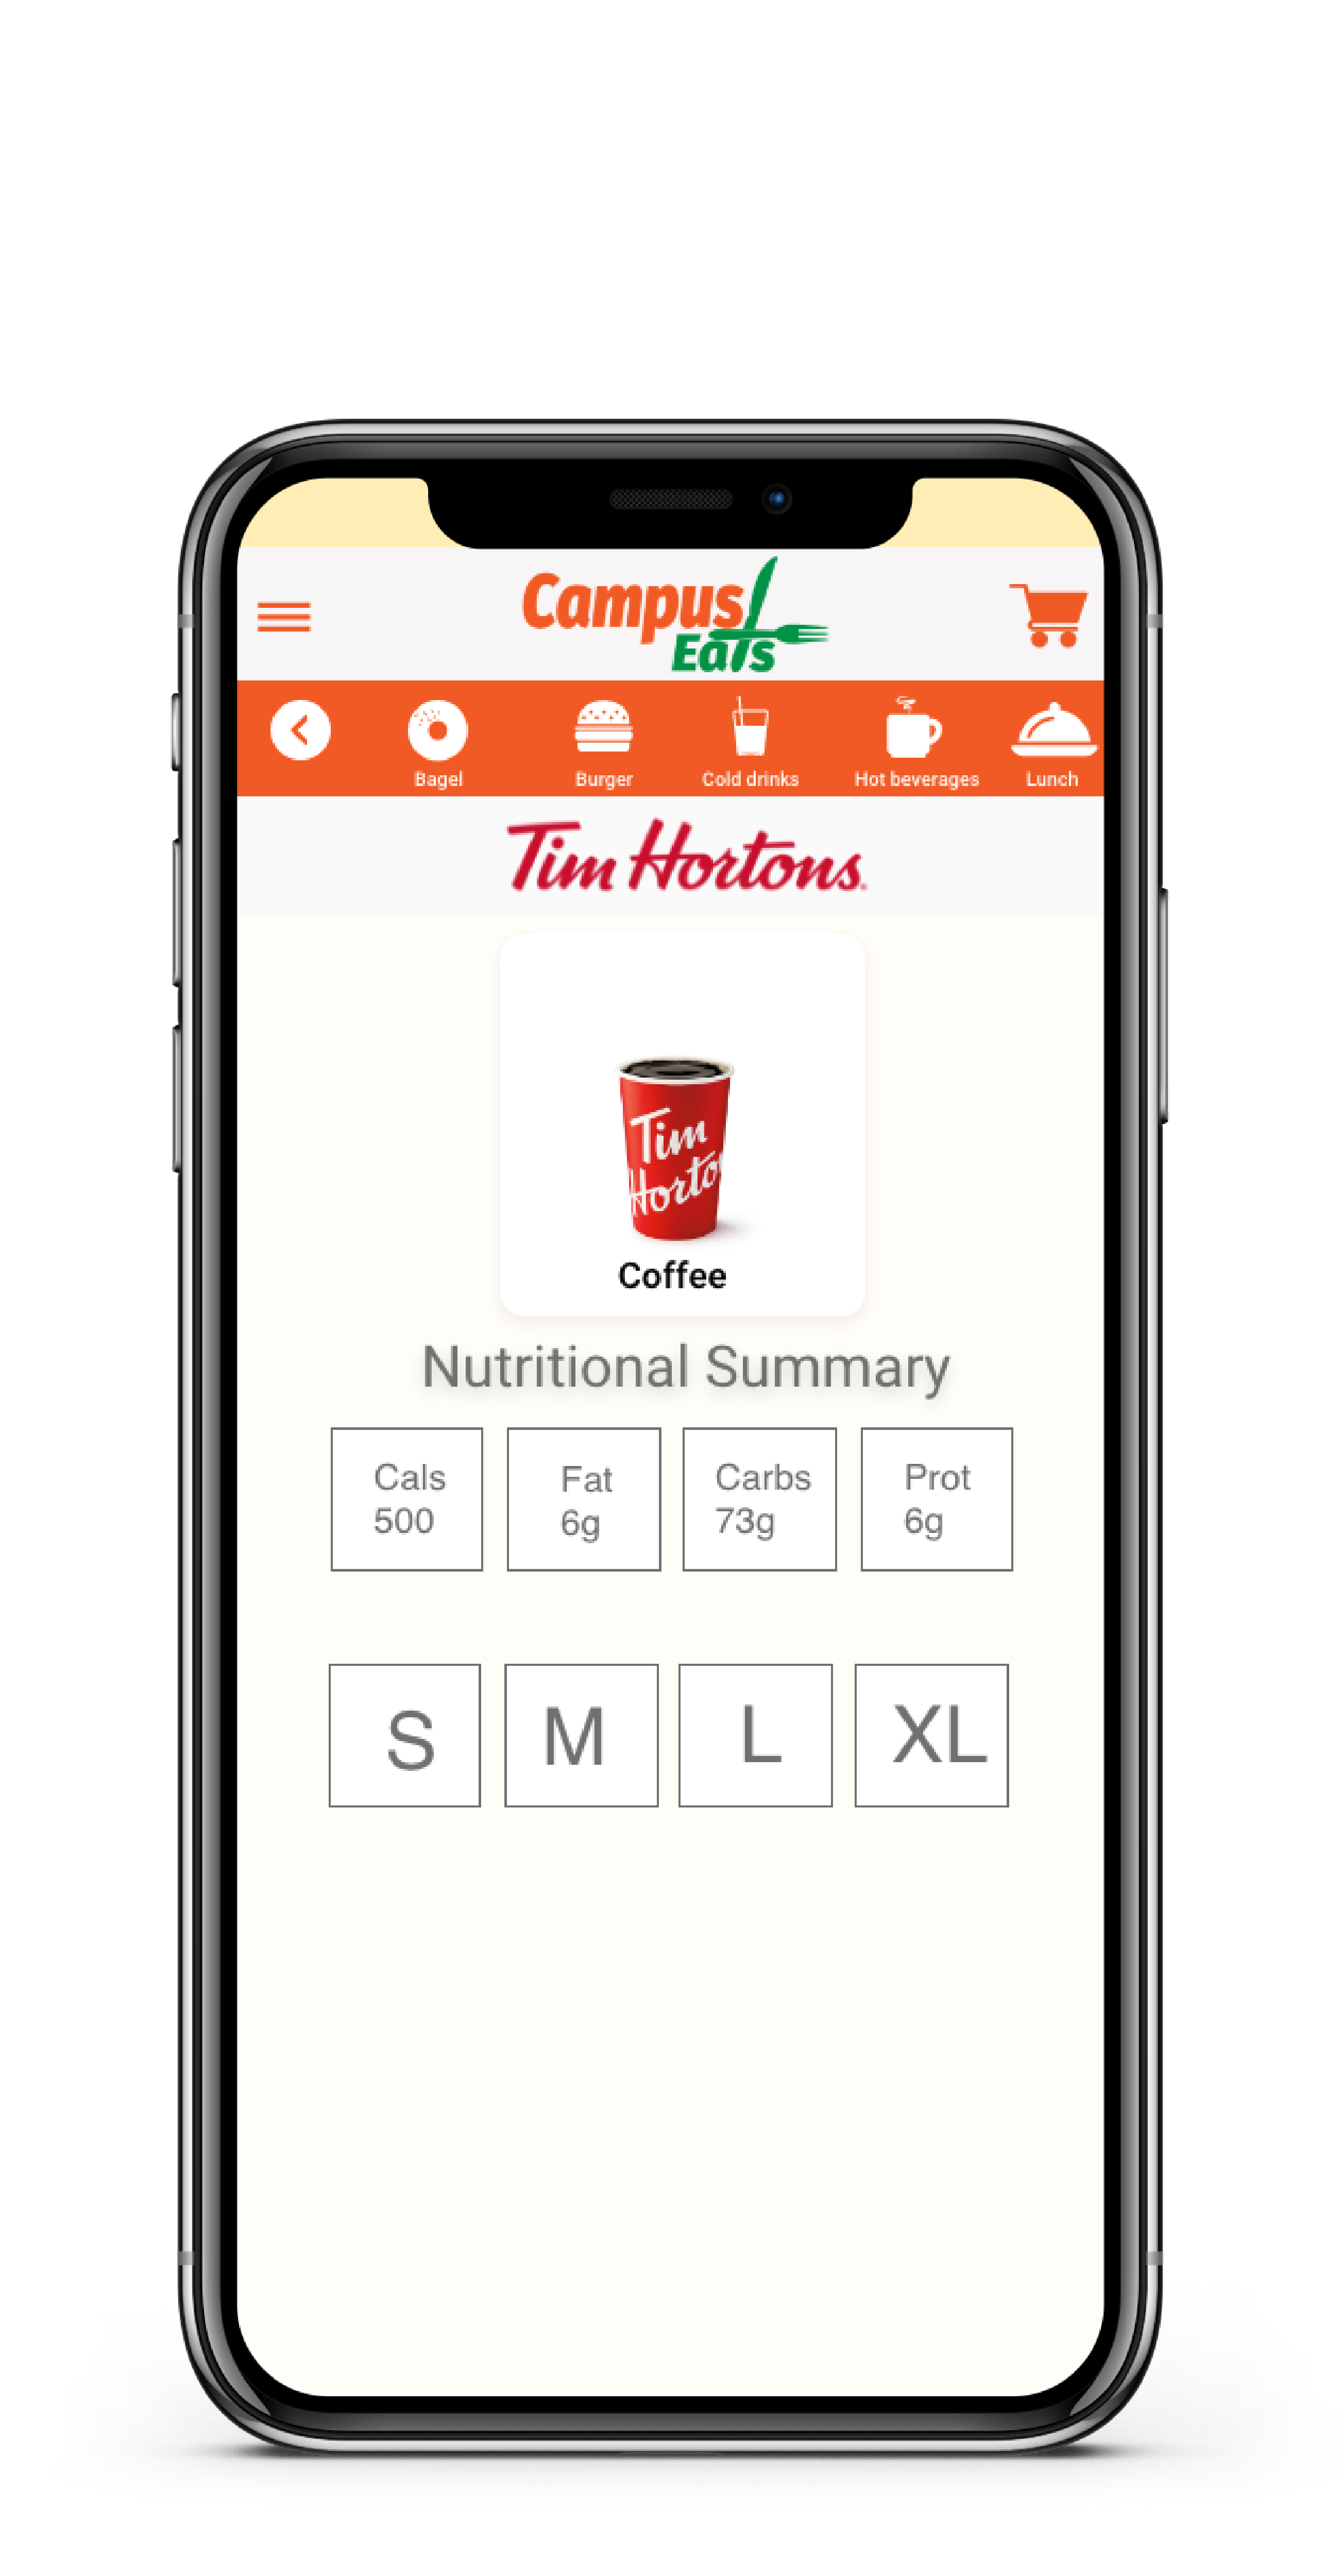 Campus
Eats
Bagel
Burger
Cold drinks
Hot beverages
Lunch
Tim Hortons
Tim
Horto
Coffee
Nutritional Summary
Cals
500
Fat
6g
Carbs
73g
Prot
6g
S
M
L
XL